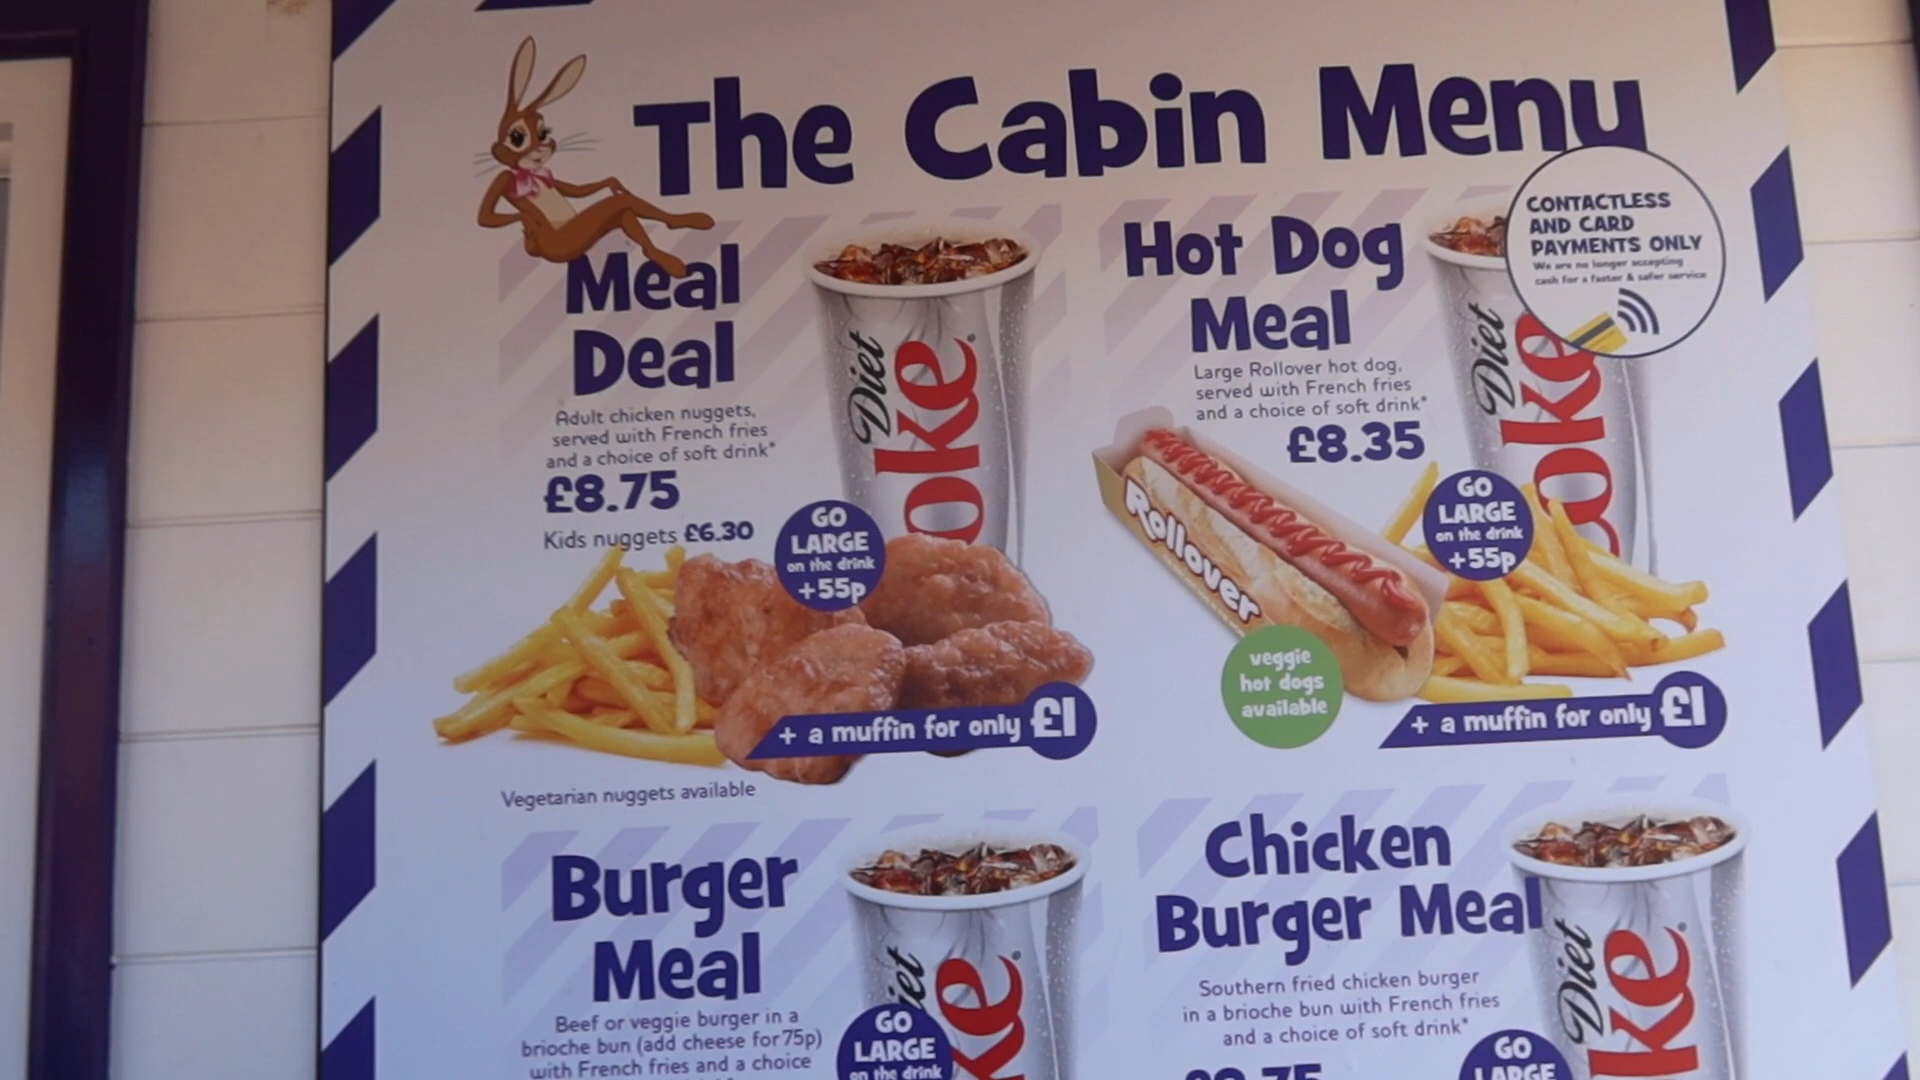 The Cabin Menu
CONTACTLESS
AND CARD
PAYMENTS ONLY
We are no longer accepting
cash for a faster & safer service
Meal
Deal
Adult chicken nuggets,
served with French fries
and a choice of soft drink*
£8.75
Kids nuggets £6.30
Diet
oke
GO
LARGE
on the drink
+55p
+ a muffin for only £1
Vegetarian nuggets available
Hot Dog
Meal
Large Rollover hot dog,
served with French fries
and a choice of soft drink*
£8.35
Diet
oke
GO
LARGE
on the drink
+55p
Rollover
veggie
hot dogs
available
+ a muffin for only £1
Burger
Meal
Beef or veggie burger in a
brioche bun (add cheese for 75p)
with French fries and a choice
iet
ke
GO
LARGE
on the drink
Chicken
Burger Meal
Southern fried chicken burger
in a brioche bun with French fries
and a choice of soft drink*
Diet
ke
GO
LARGE